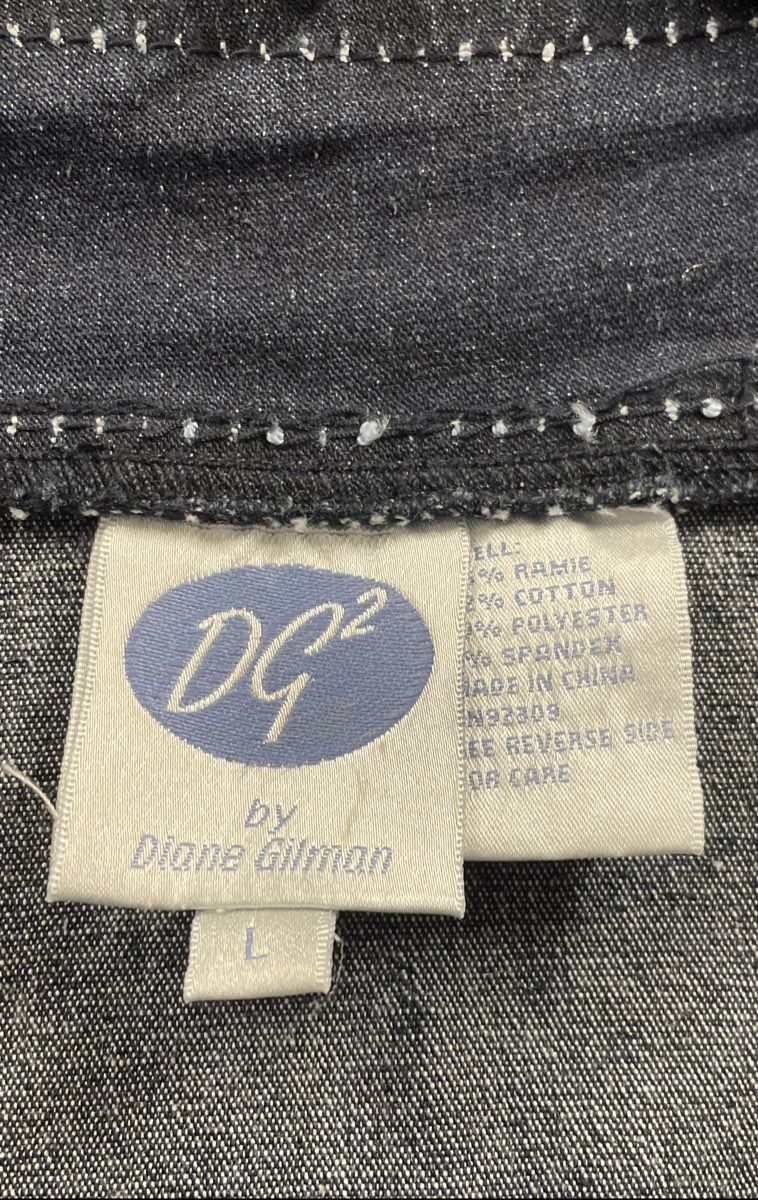 DG²
by
Diane Gilman
L
ELL:
% RAMIE
% COTTON
% POLYESTER
% SPANDEX
ADE IN CHINA
N92309
EE REVERSE SIDE
OR CARE